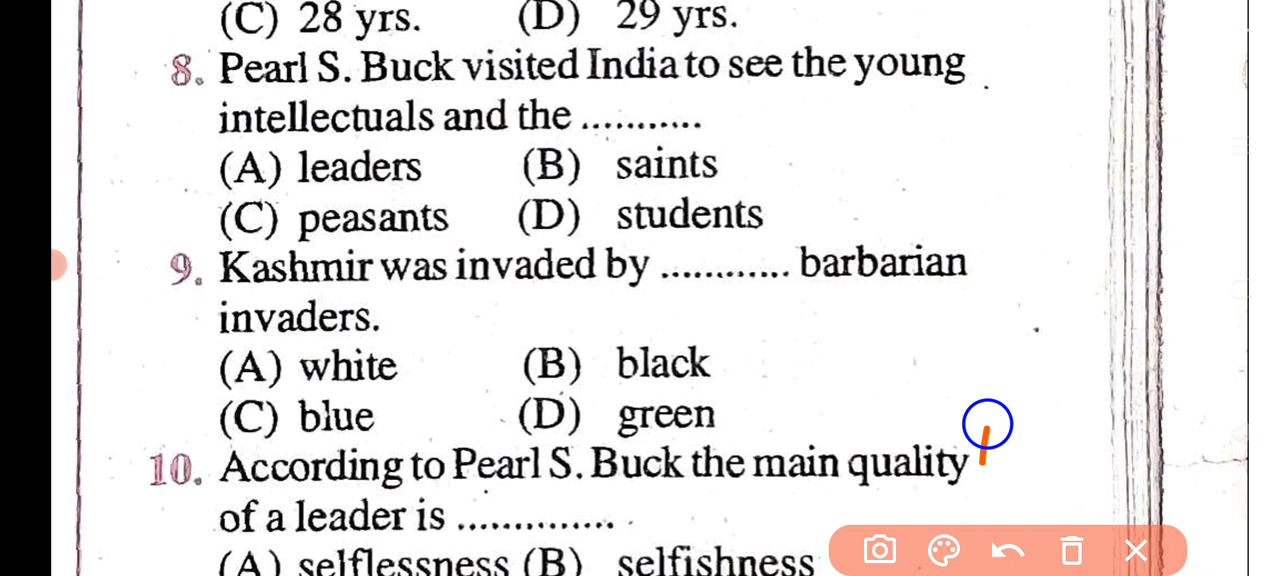 (C) 28 yrs. (D) 29 yrs.
8. Pearl S. Buck visited India to see the young
intellectuals and the ...........
(A) leaders (B) saints
(C) peasants (D) students
9. Kashmir was invaded by ............ barbarian
invaders.
(A) white (B) black
(C) blue (D) green
10. According to Pearl S. Buck the main quality
of a leader is ..............
(A) selflessness (B) selfishness